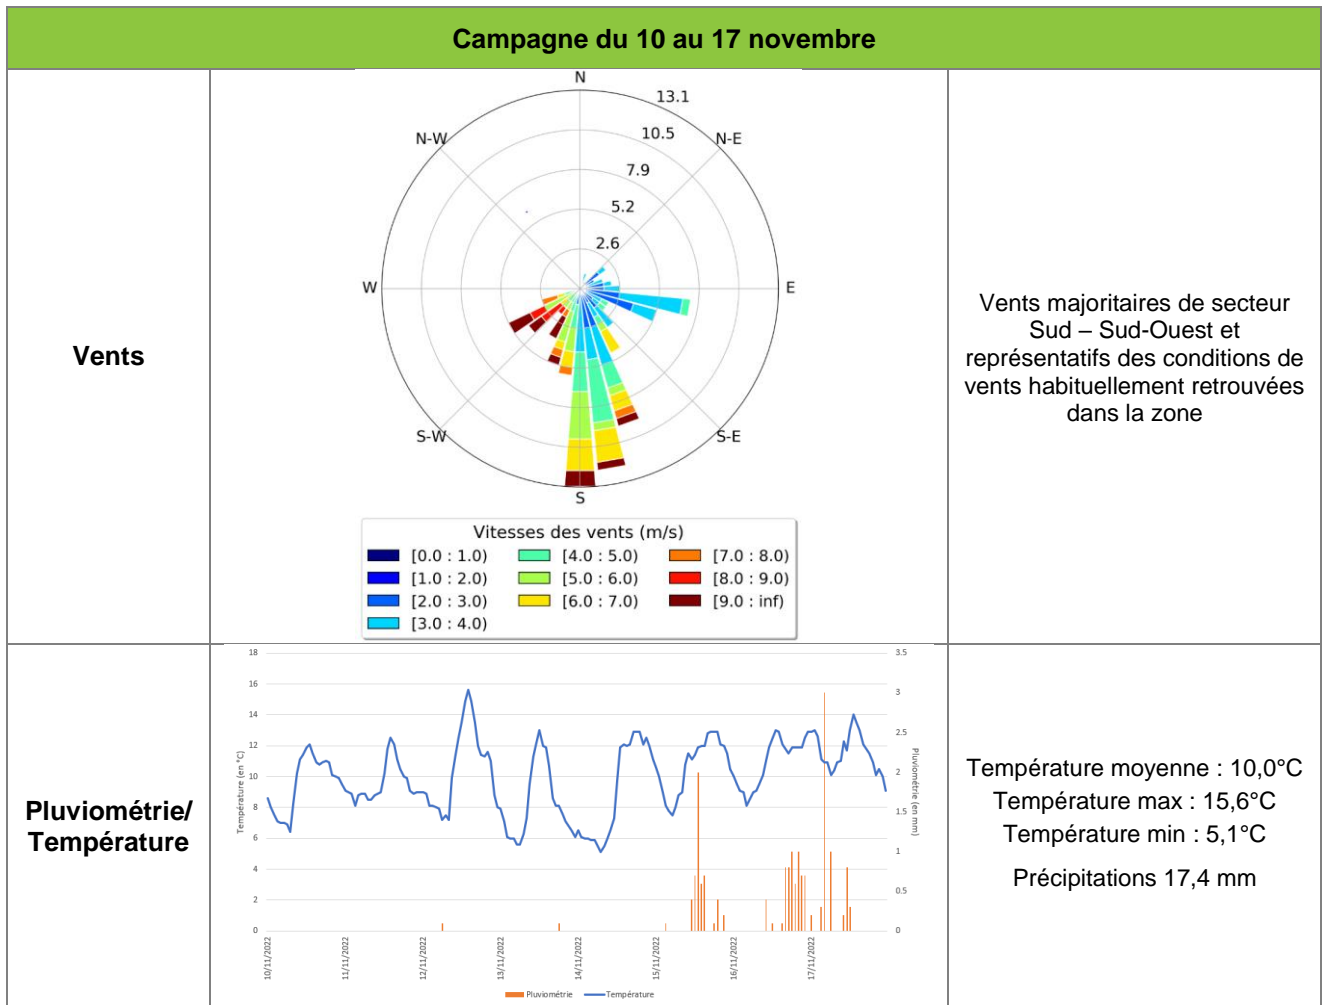 Campagne du 10 au 17 novembre
Vents
N
13.1
N-W
10.5
N-E
7.9
5.2
2.6
W
E
S-W
S-E
S
Vitesses des vents (m/s)
[0.0 : 1.0)
[4.0 : 5.0)
[7.0 : 8.0)
[1.0 : 2.0)
[5.0 : 6.0)
[8.0 : 9.0)
[2.0 : 3.0)
[6.0 : 7.0)
[9.0 : inf)
[3.0 : 4.0)
Vents majoritaires de secteur
Sud – Sud-Ouest et
représentatifs des conditions de
vents habituellement retrouvées
dans la zone
Pluviométrie/
Température
Température (en °C)
18
16
14
12
10
8
6
4
2
0
3.5
3
2.5
2
1.5
1
0.5
0
Pluviométrie (en mm)
10/11/2022
11/11/2022
12/11/2022
13/11/2022
14/11/2022
15/11/2022
16/11/2022
17/11/2022
Pluviométrie
Température
Température moyenne : 10,0°C
Température max : 15,6°C
Température min : 5,1°C
Précipitations 17,4 mm